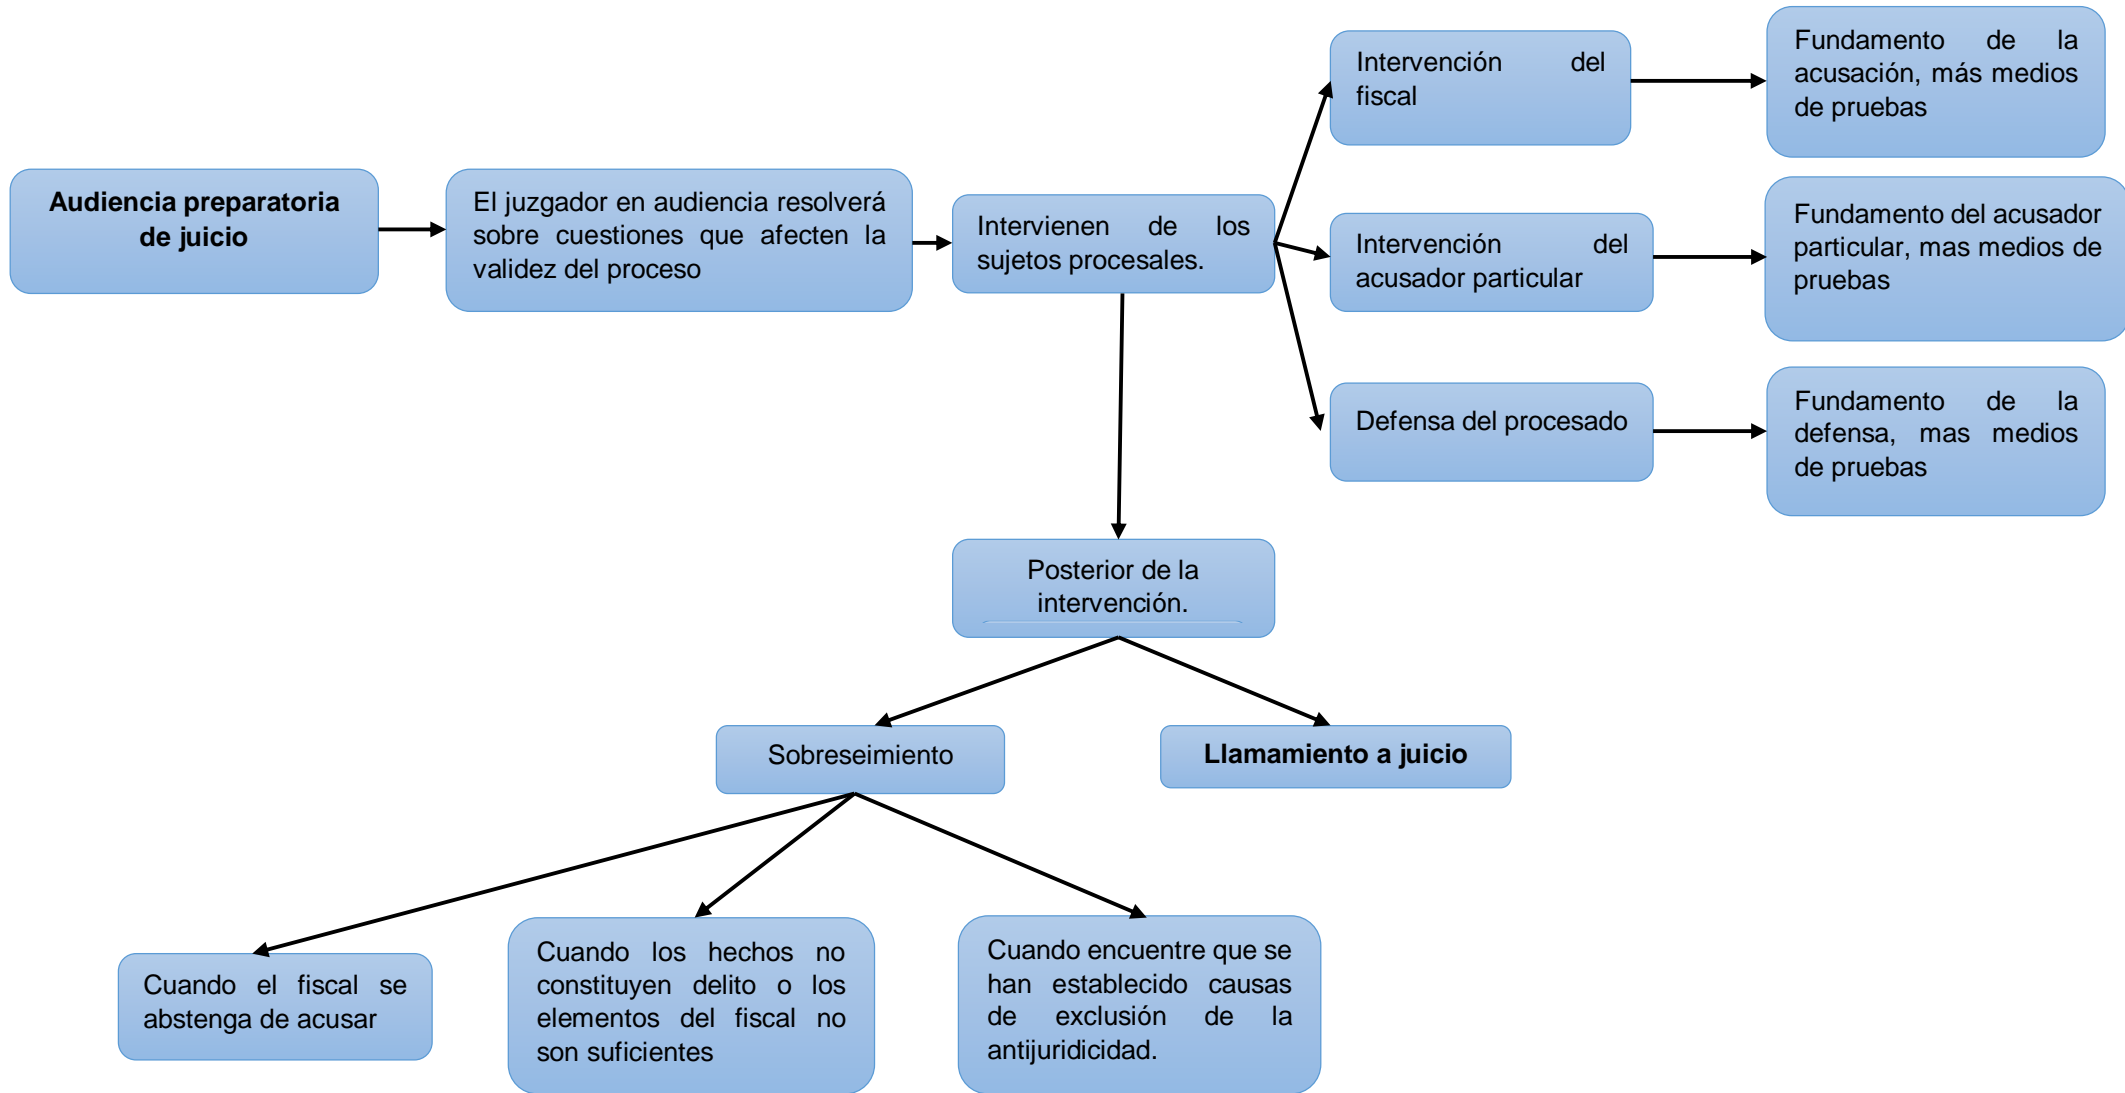 Audiencia preparatoria
de juicio
El juzgador en audiencia resolverá
sobre cuestiones que afecten la
validez del proceso
Intervienen de los
sujetos procesales.
Intervención del
fiscal
Fundamento de la
acusación, más medios
de pruebas
Intervención del
acusador particular
Fundamento del acusador
particular, mas medios de
pruebas
Defensa del procesado
Fundamento de la
defensa, mas medios
de pruebas
Posterior de la
intervención.
Sobreseimiento
Llamamiento a juicio
Cuando el fiscal se
abstenga de acusar
Cuando los hechos no
constituyen delito o los
elementos del fiscal no
son suficientes
Cuando encuentre que se
han establecido causas
de exclusión de la
antijuridicidad.